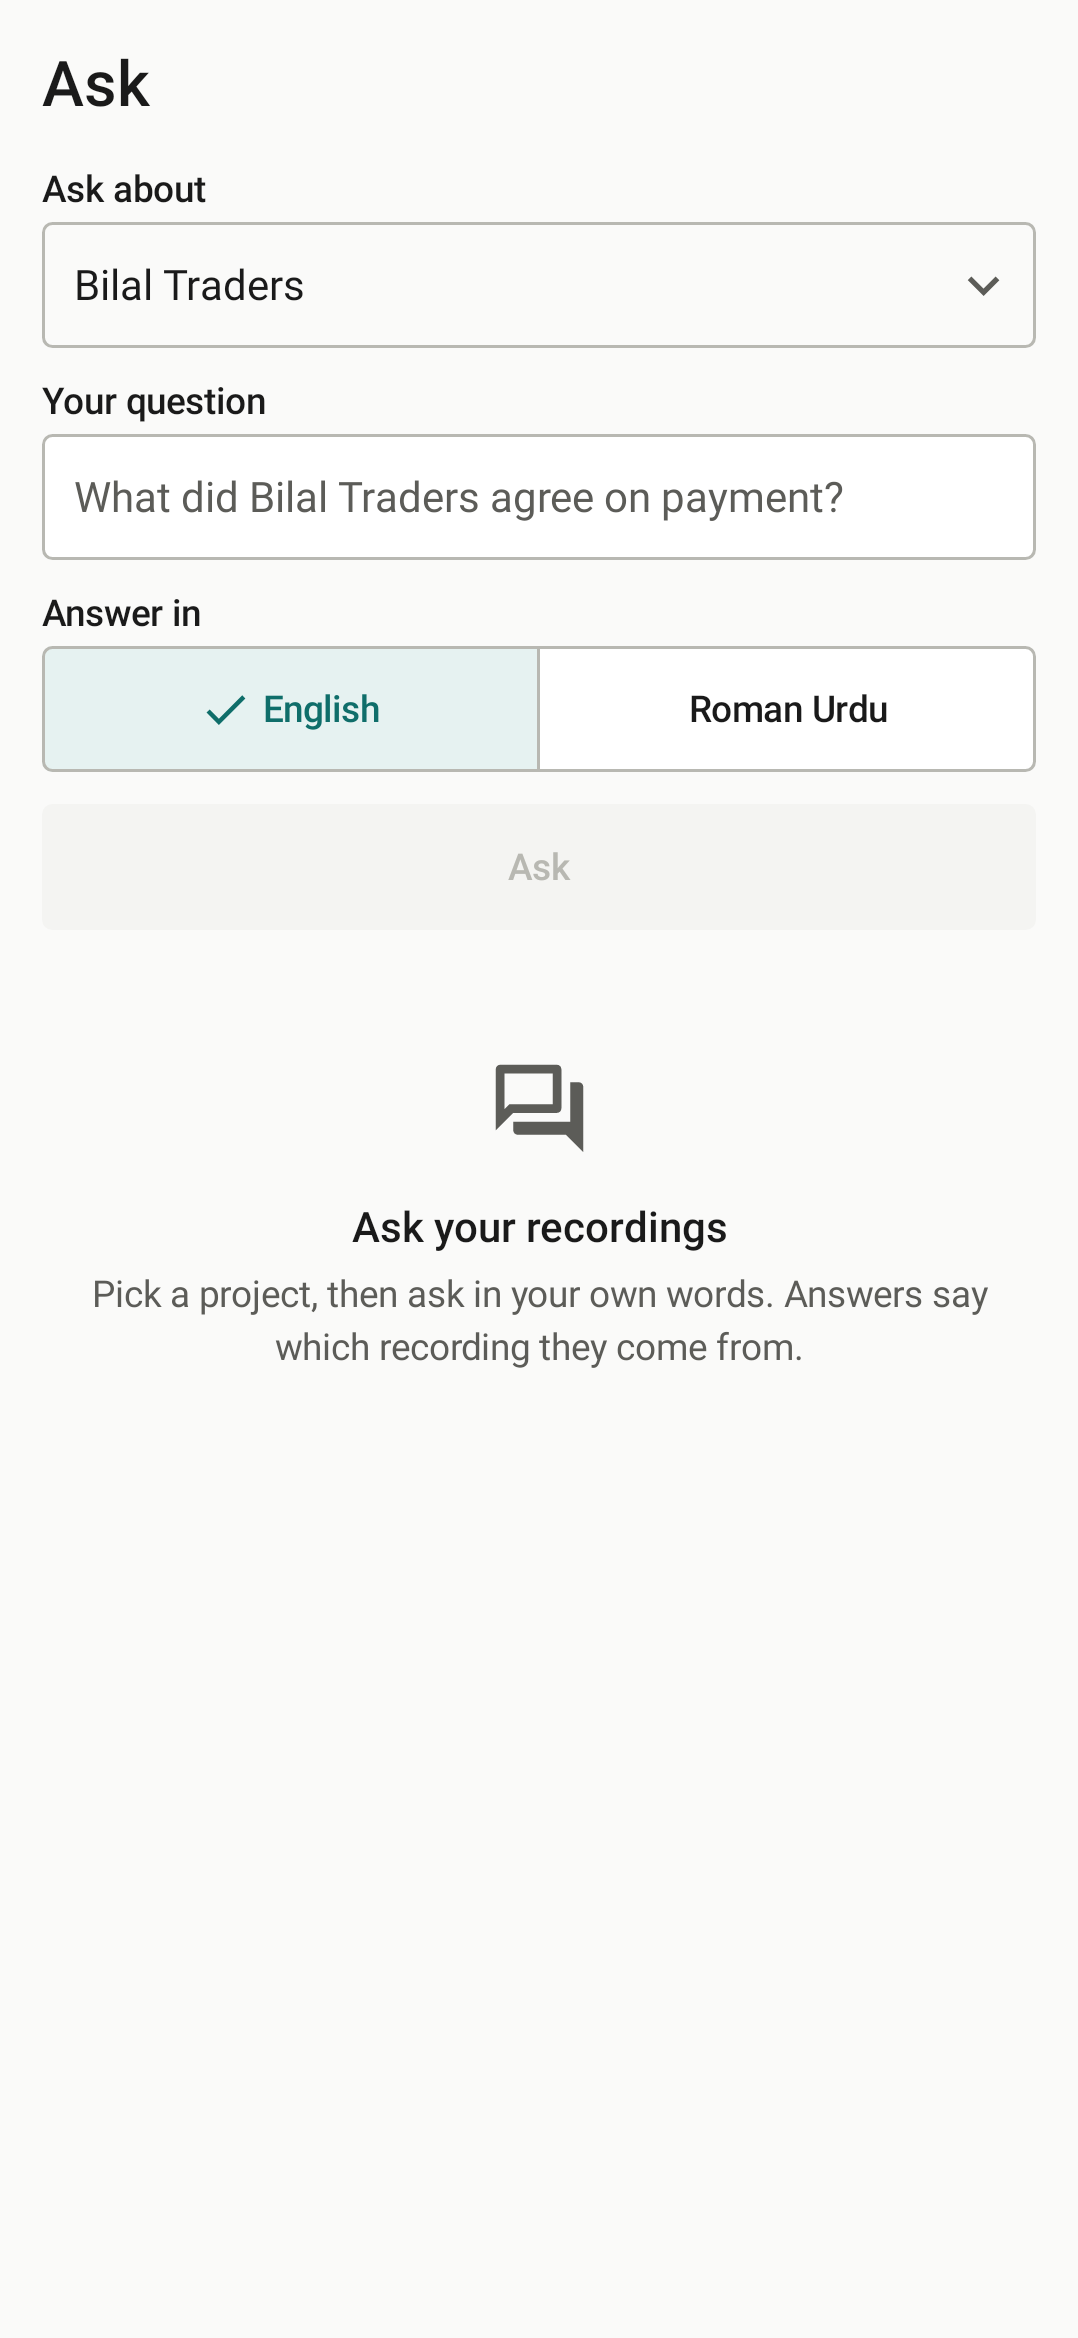 Ask
Ask about
Bilal Traders
Your question
What did Bilal Traders agree on payment?
Answer in
English
Roman Urdu
Ask
Ask your recordings
Pick a project, then ask in your own words. Answers say
which recording they come from.